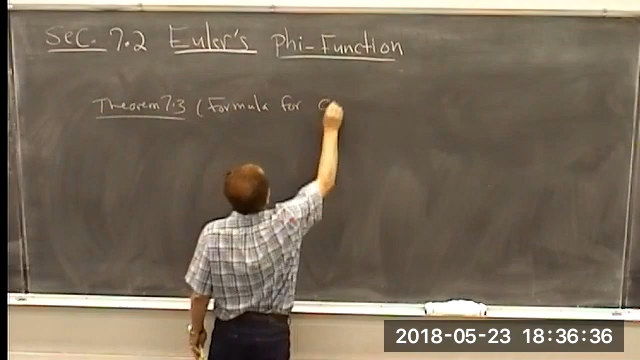 Sec. 7.2 Euler's Phi-Function
Theorem 7.3 (Formula for
2018-05-23 18:36:36